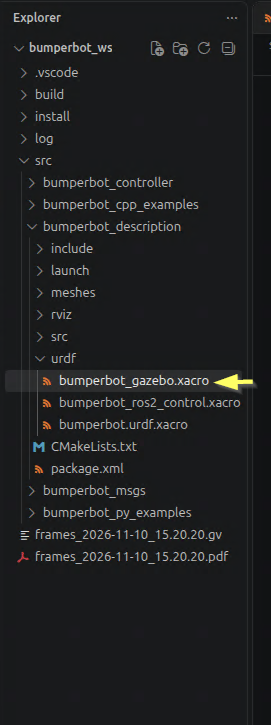 Explorer
bumperbot_ws
.vscode
build
install
log
src
bumperbot_controller
bumperbot_cpp_examples
bumperbot_description
include
launch
meshes
rviz
src
urdf
bumperbot_gazebo.xacro
bumperbot_ros2_control.xacro
bumperbot.urdf.xacro
CMakeLists.txt
package.xml
bumperbot_msgs
bumperbot_py_examples
frames_2026-11-10_15.20.20.gv
frames_2026-11-10_15.20.20.pdf